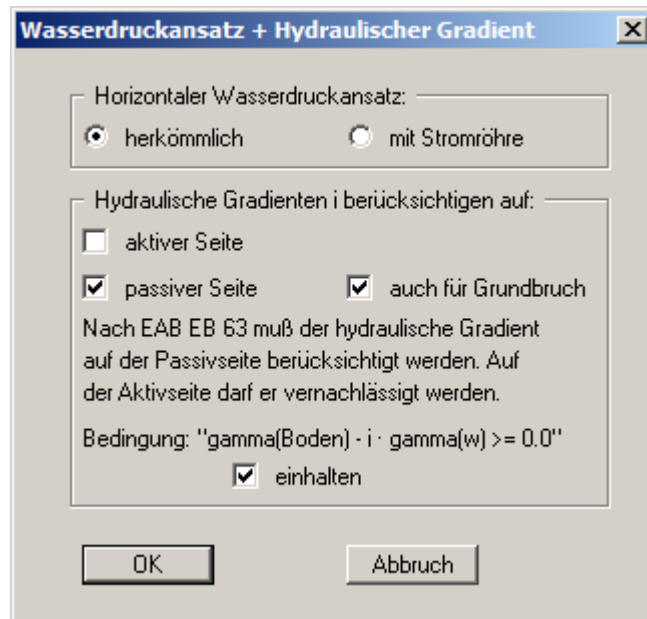 Wasserdruckansatz + Hydraulischer Gradient
Horizontaler Wasserdruckansatz:
herkömmlich mit Stromröhre
Hydraulische Gradienten i berücksichtigen auf:
aktiver Seite
passiver Seite auch für Grundbruch
Nach EAB EB 63 muß der hydraulische Gradient
auf der Passivseite berücksichtigt werden. Auf
der Aktivseite darf er vernachlässigt werden.
Bedingung: "gamma(Boden) - i · gamma(w) >= 0.0"
einhalten
OK Abbruch